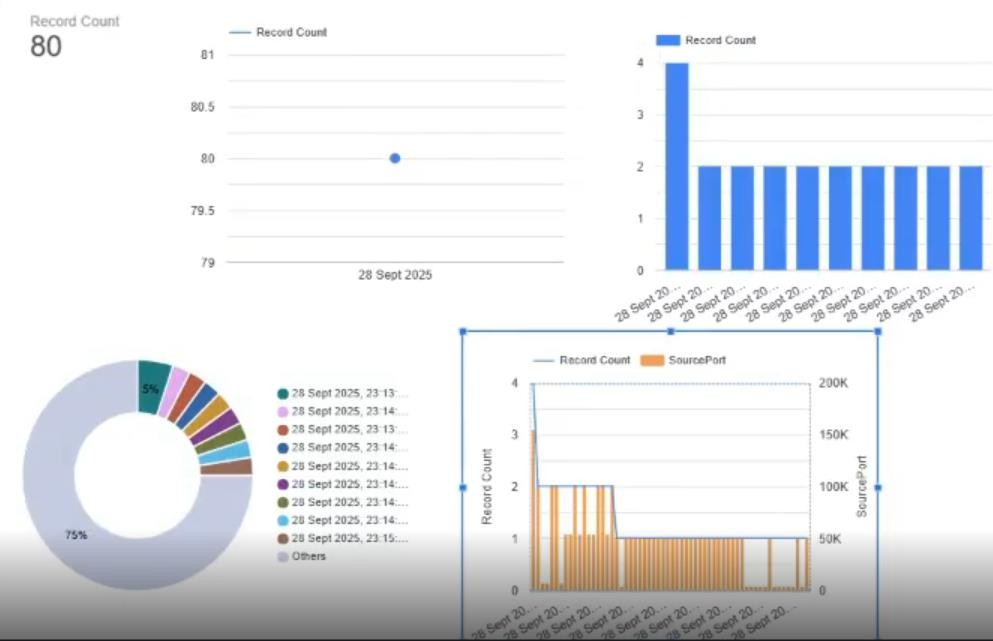 Record Count
80
Record Count
81
80.5
80
79.5
79
28 Sept 2025
Record Count
4
3
2
1
0
28 Sept 20...
28 Sept 20...
28 Sept 20...
28 Sept 20...
28 Sept 20...
28 Sept 20...
28 Sept 20...
28 Sept 20...
28 Sept 20...
28 Sept 20...
5%
75%
28 Sept 2025, 23:13:...
28 Sept 2025, 23:14:...
28 Sept 2025, 23:13:...
28 Sept 2025, 23:14:...
28 Sept 2025, 23:14:...
28 Sept 2025, 23:14:...
28 Sept 2025, 23:14:...
28 Sept 2025, 23:14:...
28 Sept 2025, 23:15:...
Others
Record Count SourcePort
Record Count
4
3
2
1
0
200K
150K
100K
50K
0
SourcePort
28 Sept 20...
28 Sept 20...
28 Sept 20...
28 Sept 20...
28 Sept 20...
28 Sept 20...
28 Sept 20...
28 Sept 20...